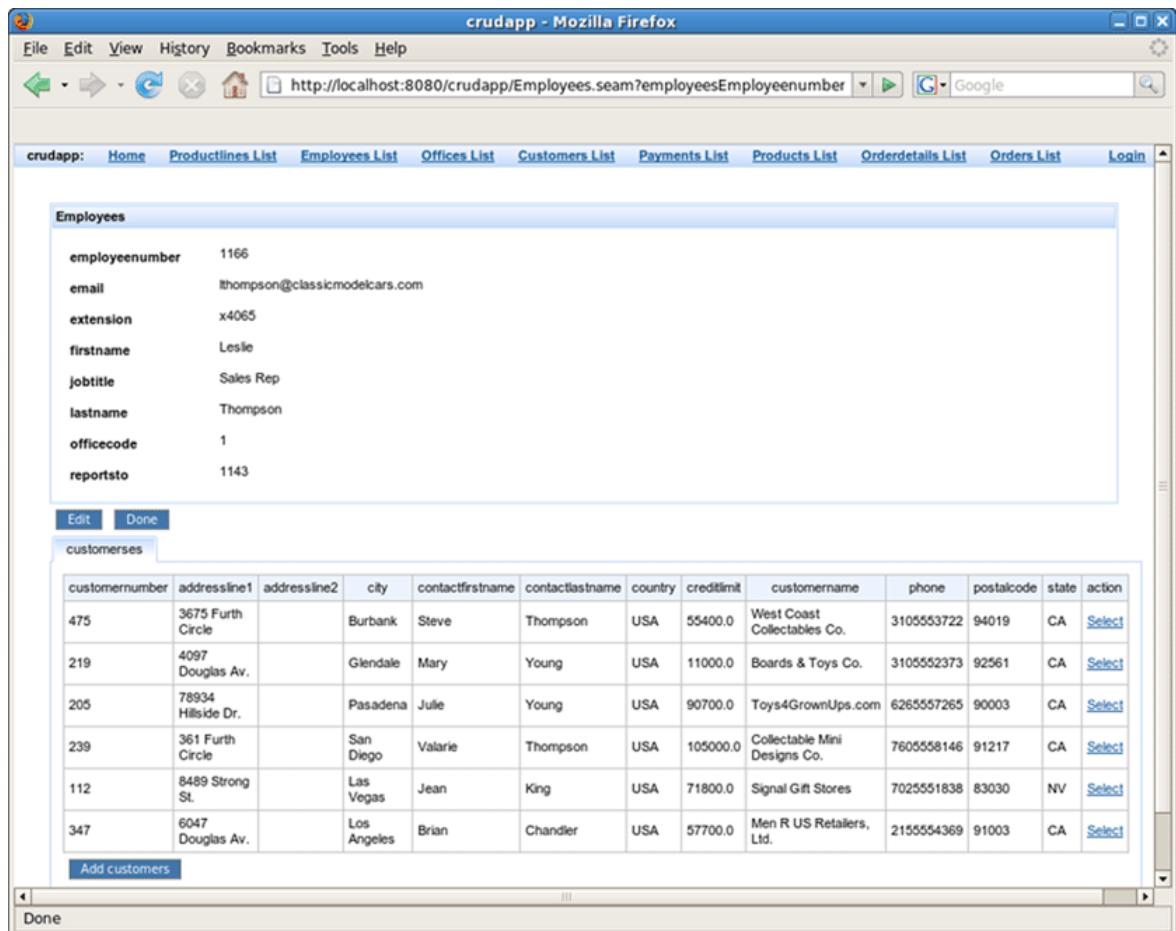 crudapp - Mozilla Firefox
File Edit View History Bookmarks Tools Help
http://localhost:8080/crudapp/Employees.seam?employeesEmployeenumber
G Google
crudapp: Home Productlines List Employees List Offices List Customers List Payments List Products List Orderdetails List Orders List Login
Employees
employeenumber 1166
email lthompson@classicmodelcars.com
extension x4065
firstname Leslie
jobtitle Sales Rep
lastname Thompson
officecode 1
reportsto 1143
Edit Done
customerses
customernumber addressline1 addressline2 city contactfirstname contactlastname country creditlimit customername phone postalcode state action
475 3675 Furth Circle Burbank Steve Thompson USA 55400.0 West Coast Collectables Co. 3105553722 94019 CA Select
219 4097 Douglas Av. Glendale Mary Young USA 11000.0 Boards & Toys Co. 3105552373 92561 CA Select
205 78934 Hillside Dr. Pasadena Julie Young USA 90700.0 Toys4GrownUps.com 6265557265 90003 CA Select
239 361 Furth Circle San Diego Valarie Thompson USA 105000.0 Collectable Mini Designs Co. 7605558146 91217 CA Select
112 8489 Strong St. Las Vegas Jean King USA 71800.0 Signal Gift Stores 7025551838 83030 NV Select
347 6047 Douglas Av. Los Angeles Brian Chandler USA 57700.0 Men R US Retailers, Ltd. 2155554369 91003 CA Select
Add customers
Done